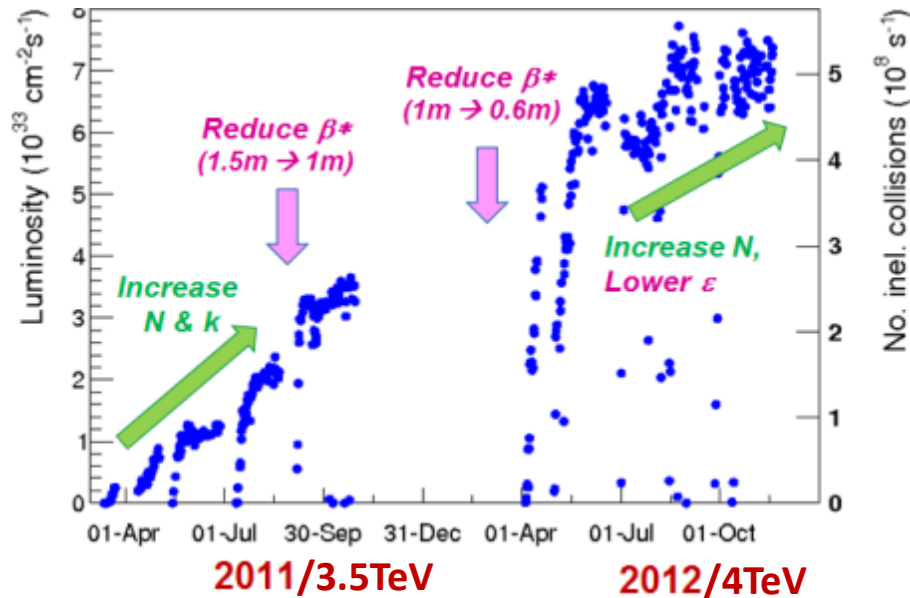 Luminosity (10³³ cm⁻²s⁻¹)
8
7
6
5
4
3
2
1
0
Reduce β*
(1.5m → 1m)
Reduce β*
(1m → 0.6m)
Increase
N & k
Increase N,
Lower ε
No. inel. collisions (10⁸ s⁻¹)
5
4
3
2
1
0
01-Apr 01-Jul 30-Sep 31-Dec 01-Apr 01-Jul 01-Oct
2011/3.5TeV 2012/4TeV